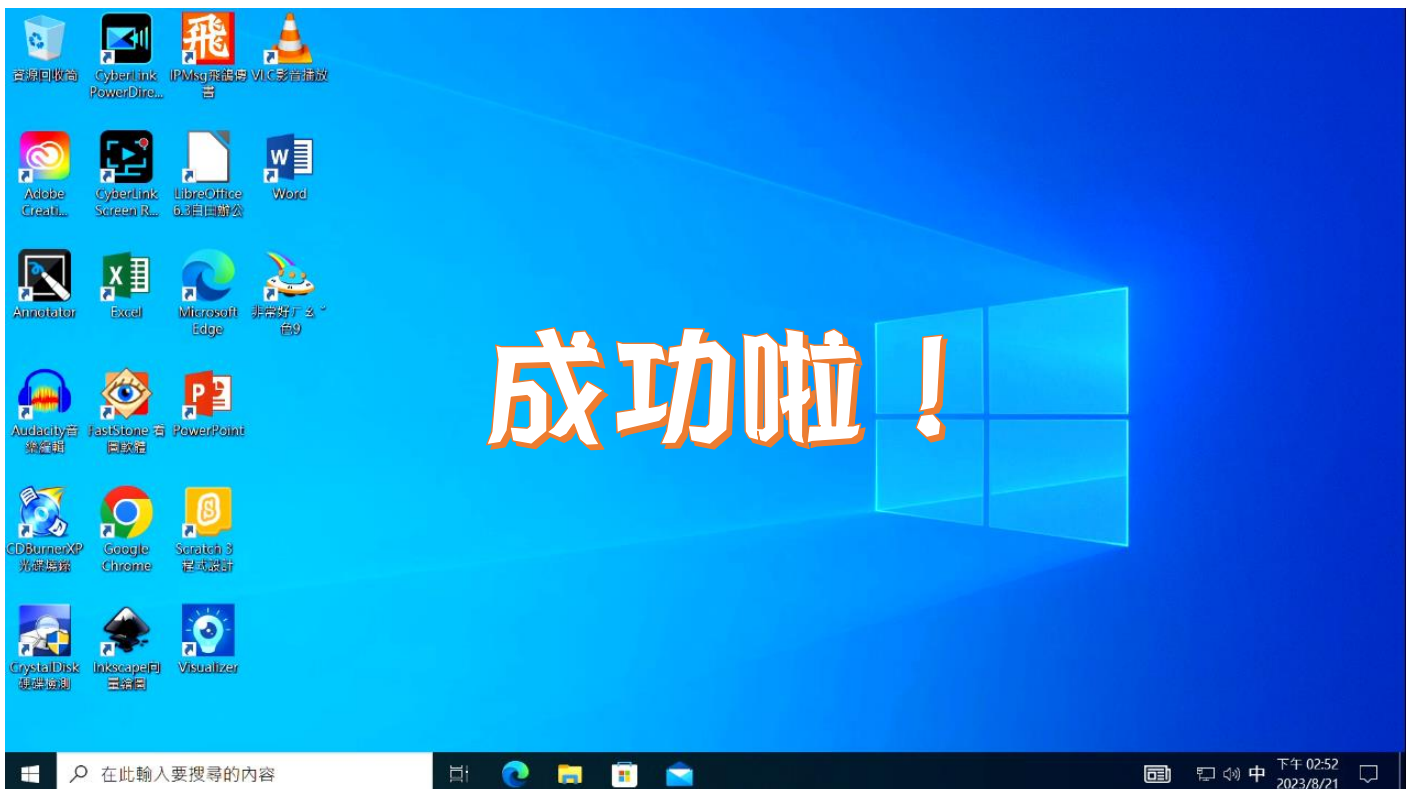 資源回收筒
CyberLink
PowerDire...
IPMsg飛鴿傳
書
VLC影音播放
Adobe
Creati...
CyberLink
Screen R...
LibreOffice
6.3自由辦公
W
Word
Annotator
X
Excel
Microsoft
Edge
非常好ㄏㄠˇ
色9
Audacity音
樂編輯
FastStone 看
圖軟體
P
PowerPoint
CDBurnerXP
光碟燒錄
Google
Chrome
S
Scratch 3
程式設計
CrystalDisk
硬碟檢測
Inkscape向
量繪圖
Visualizer
飛
成功啦！
在此輸入要搜尋的內容
中
下午 02:52
2023/8/21